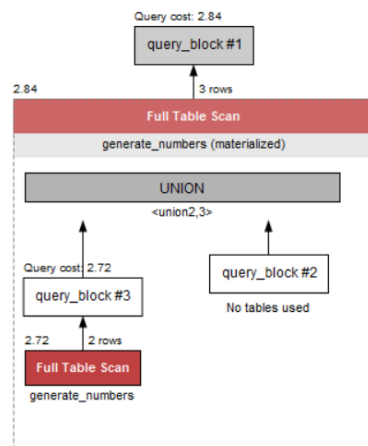 Query cost: 2.84
query_block #1
2.84
3 rows
Full Table Scan
generate_numbers (materialized)
UNION
<union2,3>
Query cost: 2.72
query_block #3
query_block #2
No tables used
2.72
2 rows
Full Table Scan
generate_numbers